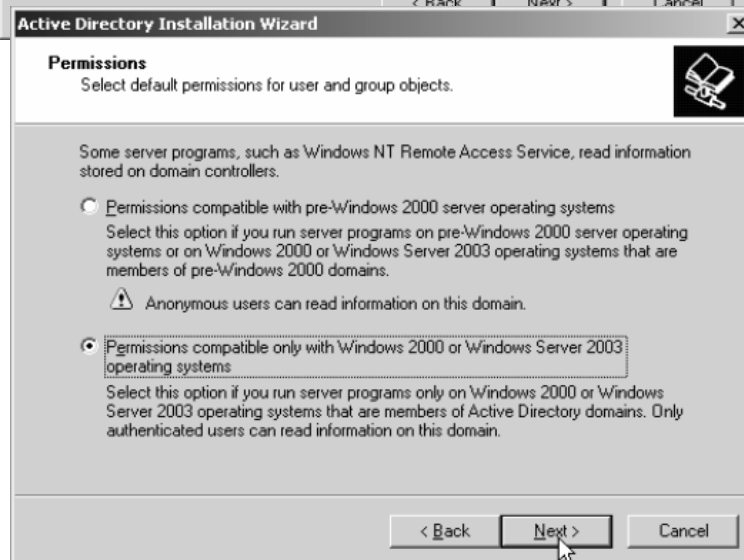 < Back Next > Cancel
Active Directory Installation Wizard
Permissions
Select default permissions for user and group objects.
Some server programs, such as Windows NT Remote Access Service, read information
stored on domain controllers.
Permissions compatible with pre-Windows 2000 server operating systems
Select this option if you run server programs on pre-Windows 2000 server operating
systems or on Windows 2000 or Windows Server 2003 operating systems that are
members of pre-Windows 2000 domains.
Anonymous users can read information on this domain.
Permissions compatible only with Windows 2000 or Windows Server 2003
operating systems
Select this option if you run server programs only on Windows 2000 or Windows
Server 2003 operating systems that are members of Active Directory domains. Only
authenticated users can read information on this domain.
< Back Next > Cancel